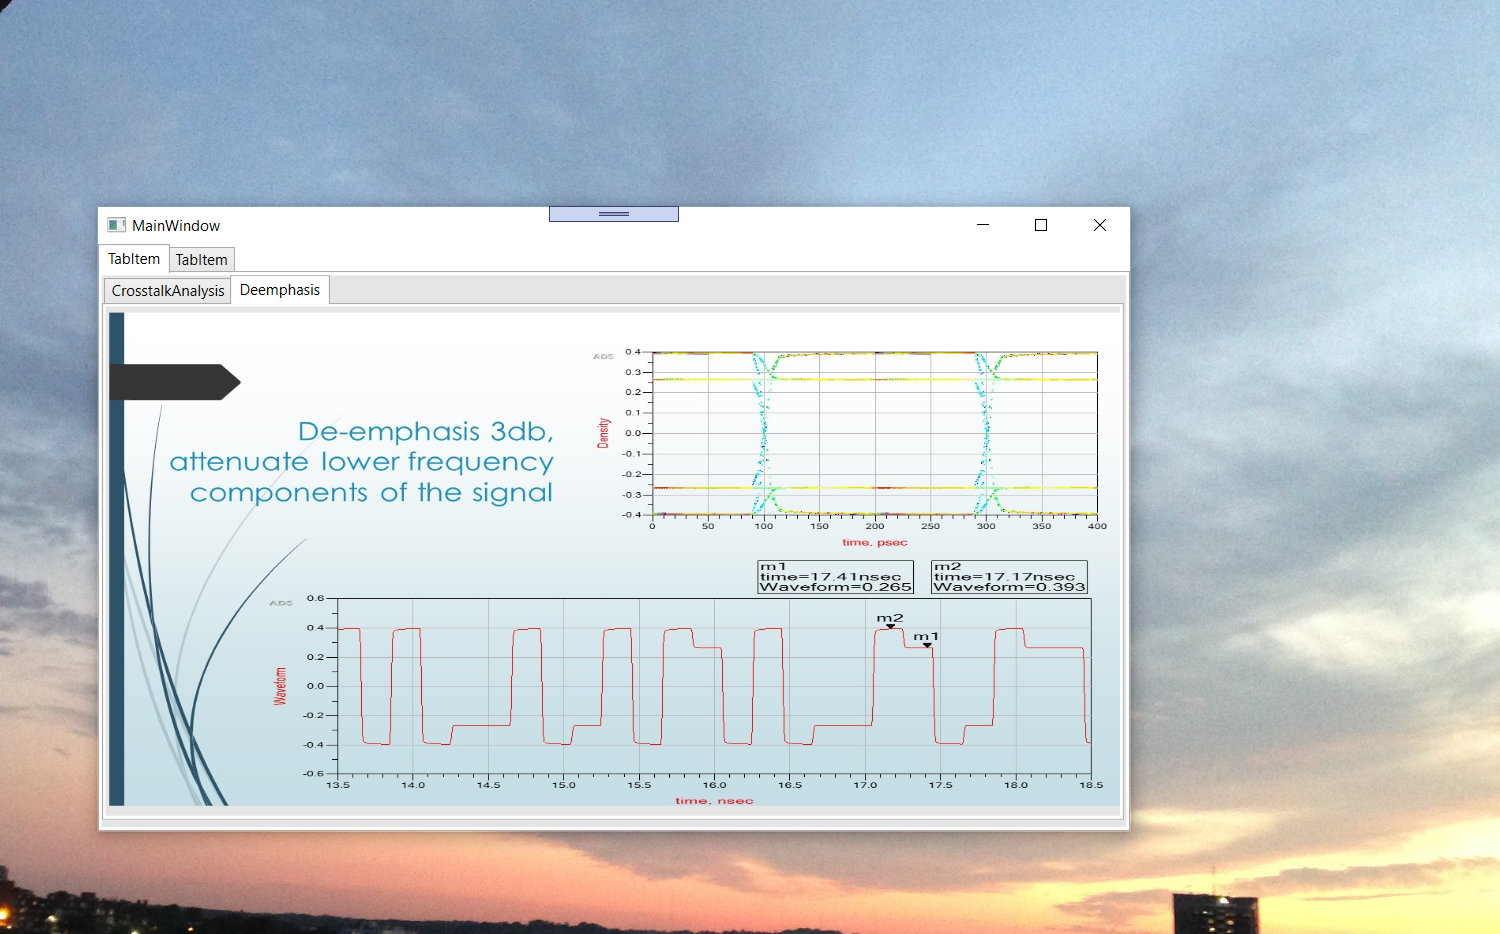 MainWindow
TabItem TabItem
CrosstalkAnalysis Deemphasis
De-emphasis 3db,
attenuate lower frequency
components of the signal
ADS
0.4
0.3
0.2
0.1
0.0
-0.1
-0.2
-0.3
-0.4
Density
0 50 100 150 200 250 300 350 400
time, psec
m1
time=17.41nsec
Waveform=0.265
m2
time=17.17nsec
Waveform=0.393
ADS
0.6
0.4
0.2
0.0
-0.2
-0.4
-0.6
Waveform
m2
m1
13.5 14.0 14.5 15.0 15.5 16.0 16.5 17.0 17.5 18.0 18.5
time, nsec